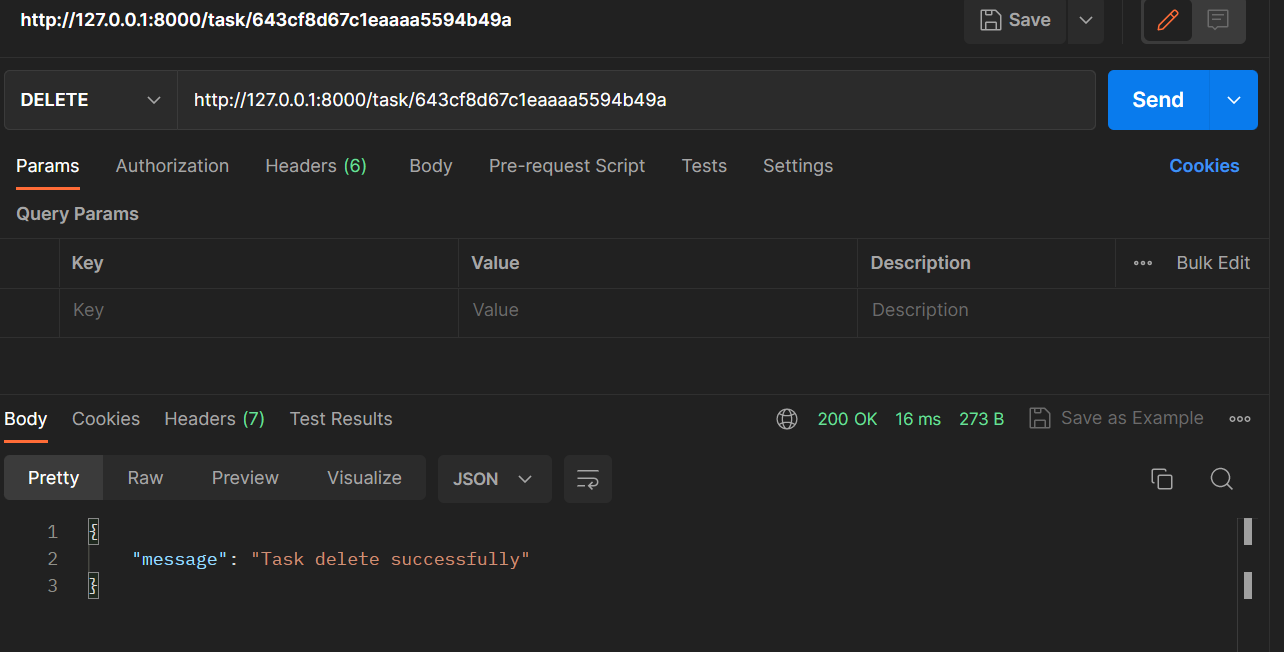 http://127.0.0.1:8000/task/643cf8d67c1eaaaa5594b49a
Save
DELETE http://127.0.0.1:8000/task/643cf8d67c1eaaaa5594b49a Send
Params Authorization Headers (6) Body Pre-request Script Tests Settings Cookies
Query Params
Key Value Description Bulk Edit
Key Value Description
Body Cookies Headers (7) Test Results 200 OK 16 ms 273 B Save as Example
Pretty Raw Preview Visualize JSON
1 {
2 "message": "Task delete successfully"
3 }